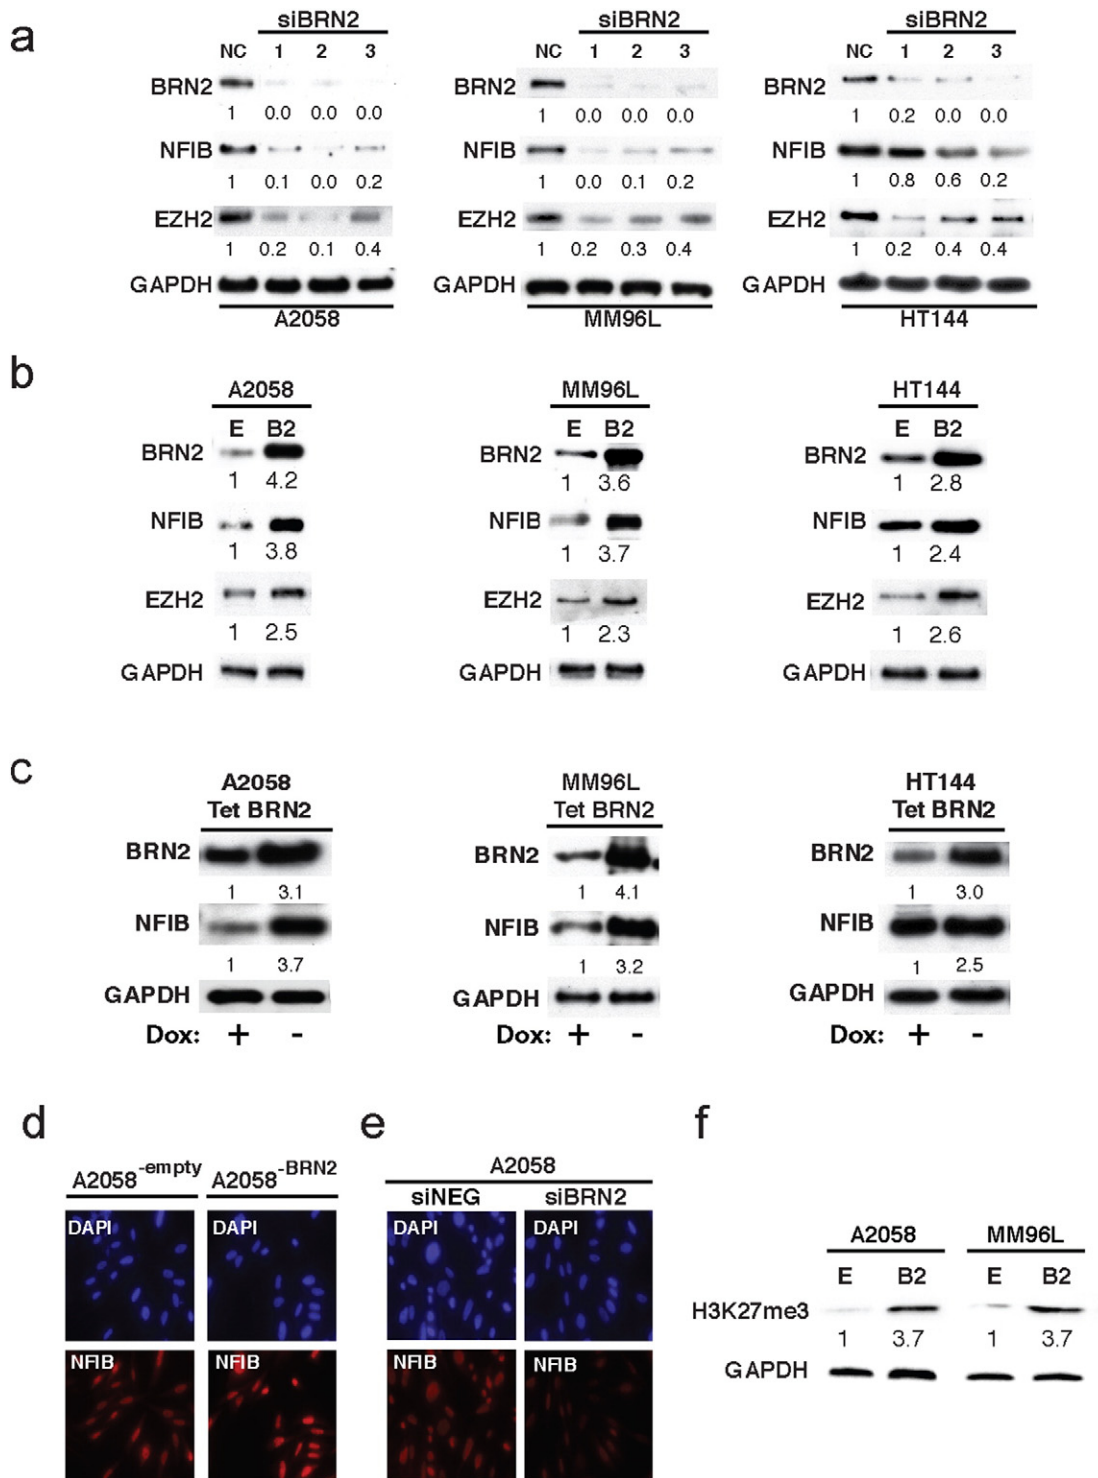 a
siBRN2 siBRN2 siBRN2
NC 1 2 3 NC 1 2 3 NC 1 2 3
BRN2 BRN2 BRN2
1 0.0 0.0 0.0 1 0.0 0.0 0.0 1 0.2 0.0 0.0
NFIB NFIB NFIB
1 0.1 0.0 0.2 1 0.0 0.1 0.2 1 0.8 0.6 0.2
EZH2 EZH2 EZH2
1 0.2 0.1 0.4 1 0.2 0.3 0.4 1 0.2 0.4 0.4
GAPDH GAPDH GAPDH
A2058 MM96L HT144
b
A2058 MM96L HT144
E B2 E B2 E B2
BRN2 BRN2 BRN2
1 4.2 1 3.6 1 2.8
NFIB NFIB NFIB
1 3.8 1 3.7 1 2.4
EZH2 EZH2 EZH2
1 2.5 1 2.3 1 2.6
GAPDH GAPDH GAPDH
c
A2058 MM96L HT144
Tet BRN2 Tet BRN2 Tet BRN2
BRN2 BRN2 BRN2
1 3.1 1 4.1 1 3.0
NFIB NFIB NFIB
1 3.7 1 3.2 1 2.5
GAPDH GAPDH GAPDH
Dox: + - Dox: + - Dox: + -
d
A2058-empty A2058-BRN2
DAPI DAPI
NFIB NFIB
e
A2058
siNEG siBRN2
DAPI DAPI
NFIB NFIB
f
A2058 MM96L
E B2 E B2
H3K27me3
1 3.7 1 3.7
GAPDH